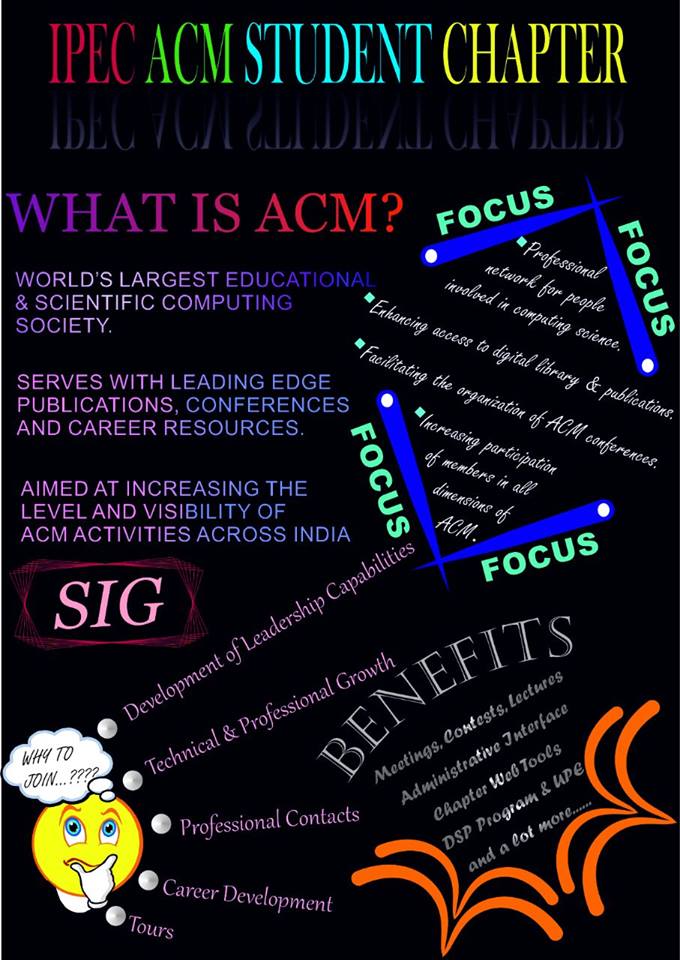 IPEC ACM STUDENT CHAPTER
WHAT IS ACM?
WORLD'S LARGEST EDUCATIONAL
& SCIENTIFIC COMPUTING
SOCIETY.
SERVES WITH LEADING EDGE
PUBLICATIONS, CONFERENCES
AND CAREER RESOURCES.
AIMED AT INCREASING THE
LEVEL AND VISIBILITY OF
ACM ACTIVITIES ACROSS INDIA
FOCUS
FOCUS
Professional
network for people
involved in computing science.
Enhancing access to digital library & publications.
Facilitating the organization of ACM conferences.
Increasing participation
of members in all
dimensions of
ACM.
FOCUS
FOCUS
SIG
WHY TO
JOIN...????
Development of Leadership Capabilities
Technical & Professional Growth
Professional Contacts
Career Development
Tours
BENEFITS
Meetings, Contests, Lectures
Administrative Interface
Chapter Web Tools
DSP Program & UPE
and a lot more......